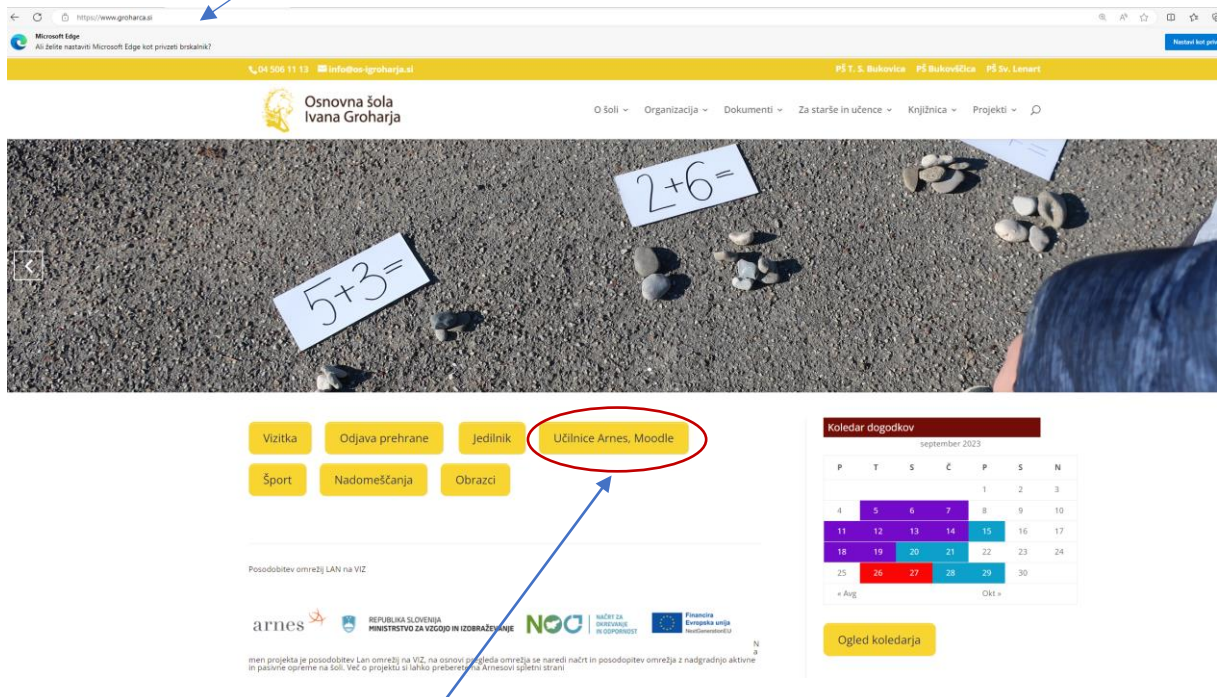 https://www.groharca.si
Microsoft Edge
Ali želite nastaviti Microsoft Edge kot privzeti brskalnik?
Nastavi kot priv
04 506 11 13 info@os-igroharja.si
PŠ T. S. Bukovica PŠ Bukovščica PŠ Sv. Lenart
Osnovna šola
Ivana Groharja
O šoli Organizacija Dokumenti Za starše in učence Knjižnica Projekti
2+6=
5+3=
Vizitka Odjava prehrane Jedilnik Učilnice Arnes, Moodle
Šport Nadomeščanja Obrazci
Koledar dogodkov
september 2023
P T S Č P S N
1 2 3
4 5 6 7 8 9 10
11 12 13 14 15 16 17
18 19 20 21 22 23 24
25 26 27 28 29 30
« Avg Okt »
Ogled koledarja
Posodobitev omrežij LAN na VIZ
arnes
REPUBLIKA SLOVENIJA
MINISTRSTVO ZA VZGOJO IN IZOBRAŽEVANJE
NOO
NAČRT ZA
OKREVANJE
IN ODPORNOST
Financira
Evropska unija
NextGenerationEU
N
a
men projekta je posodobitev Lan omrežij na VIZ, na osnovi pregleda omrežja se naredi načrt in posodopitev omrežja z nadgradnjo aktivne
in pasivne opreme na šoli. Več o projektu si lahko preberete na Arnesovi spletni strani